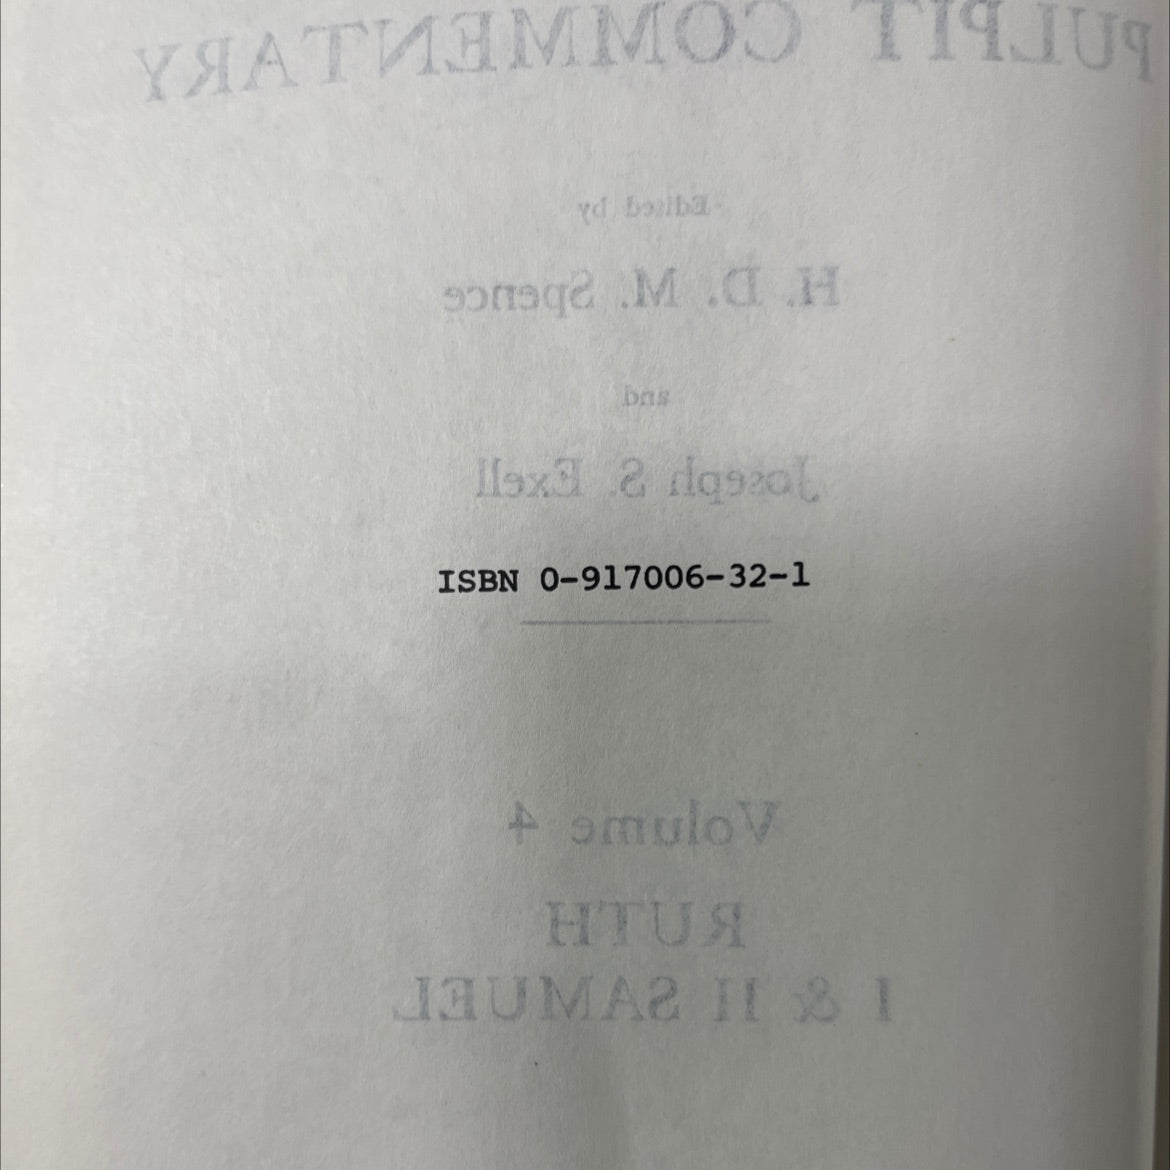 PULPIT COMMENTARY
Edited by
H. D. M. Spence
and
Joseph S. Exell
ISBN 0-917006-32-1
Volume 4
RUTH
I & II SAMUEL